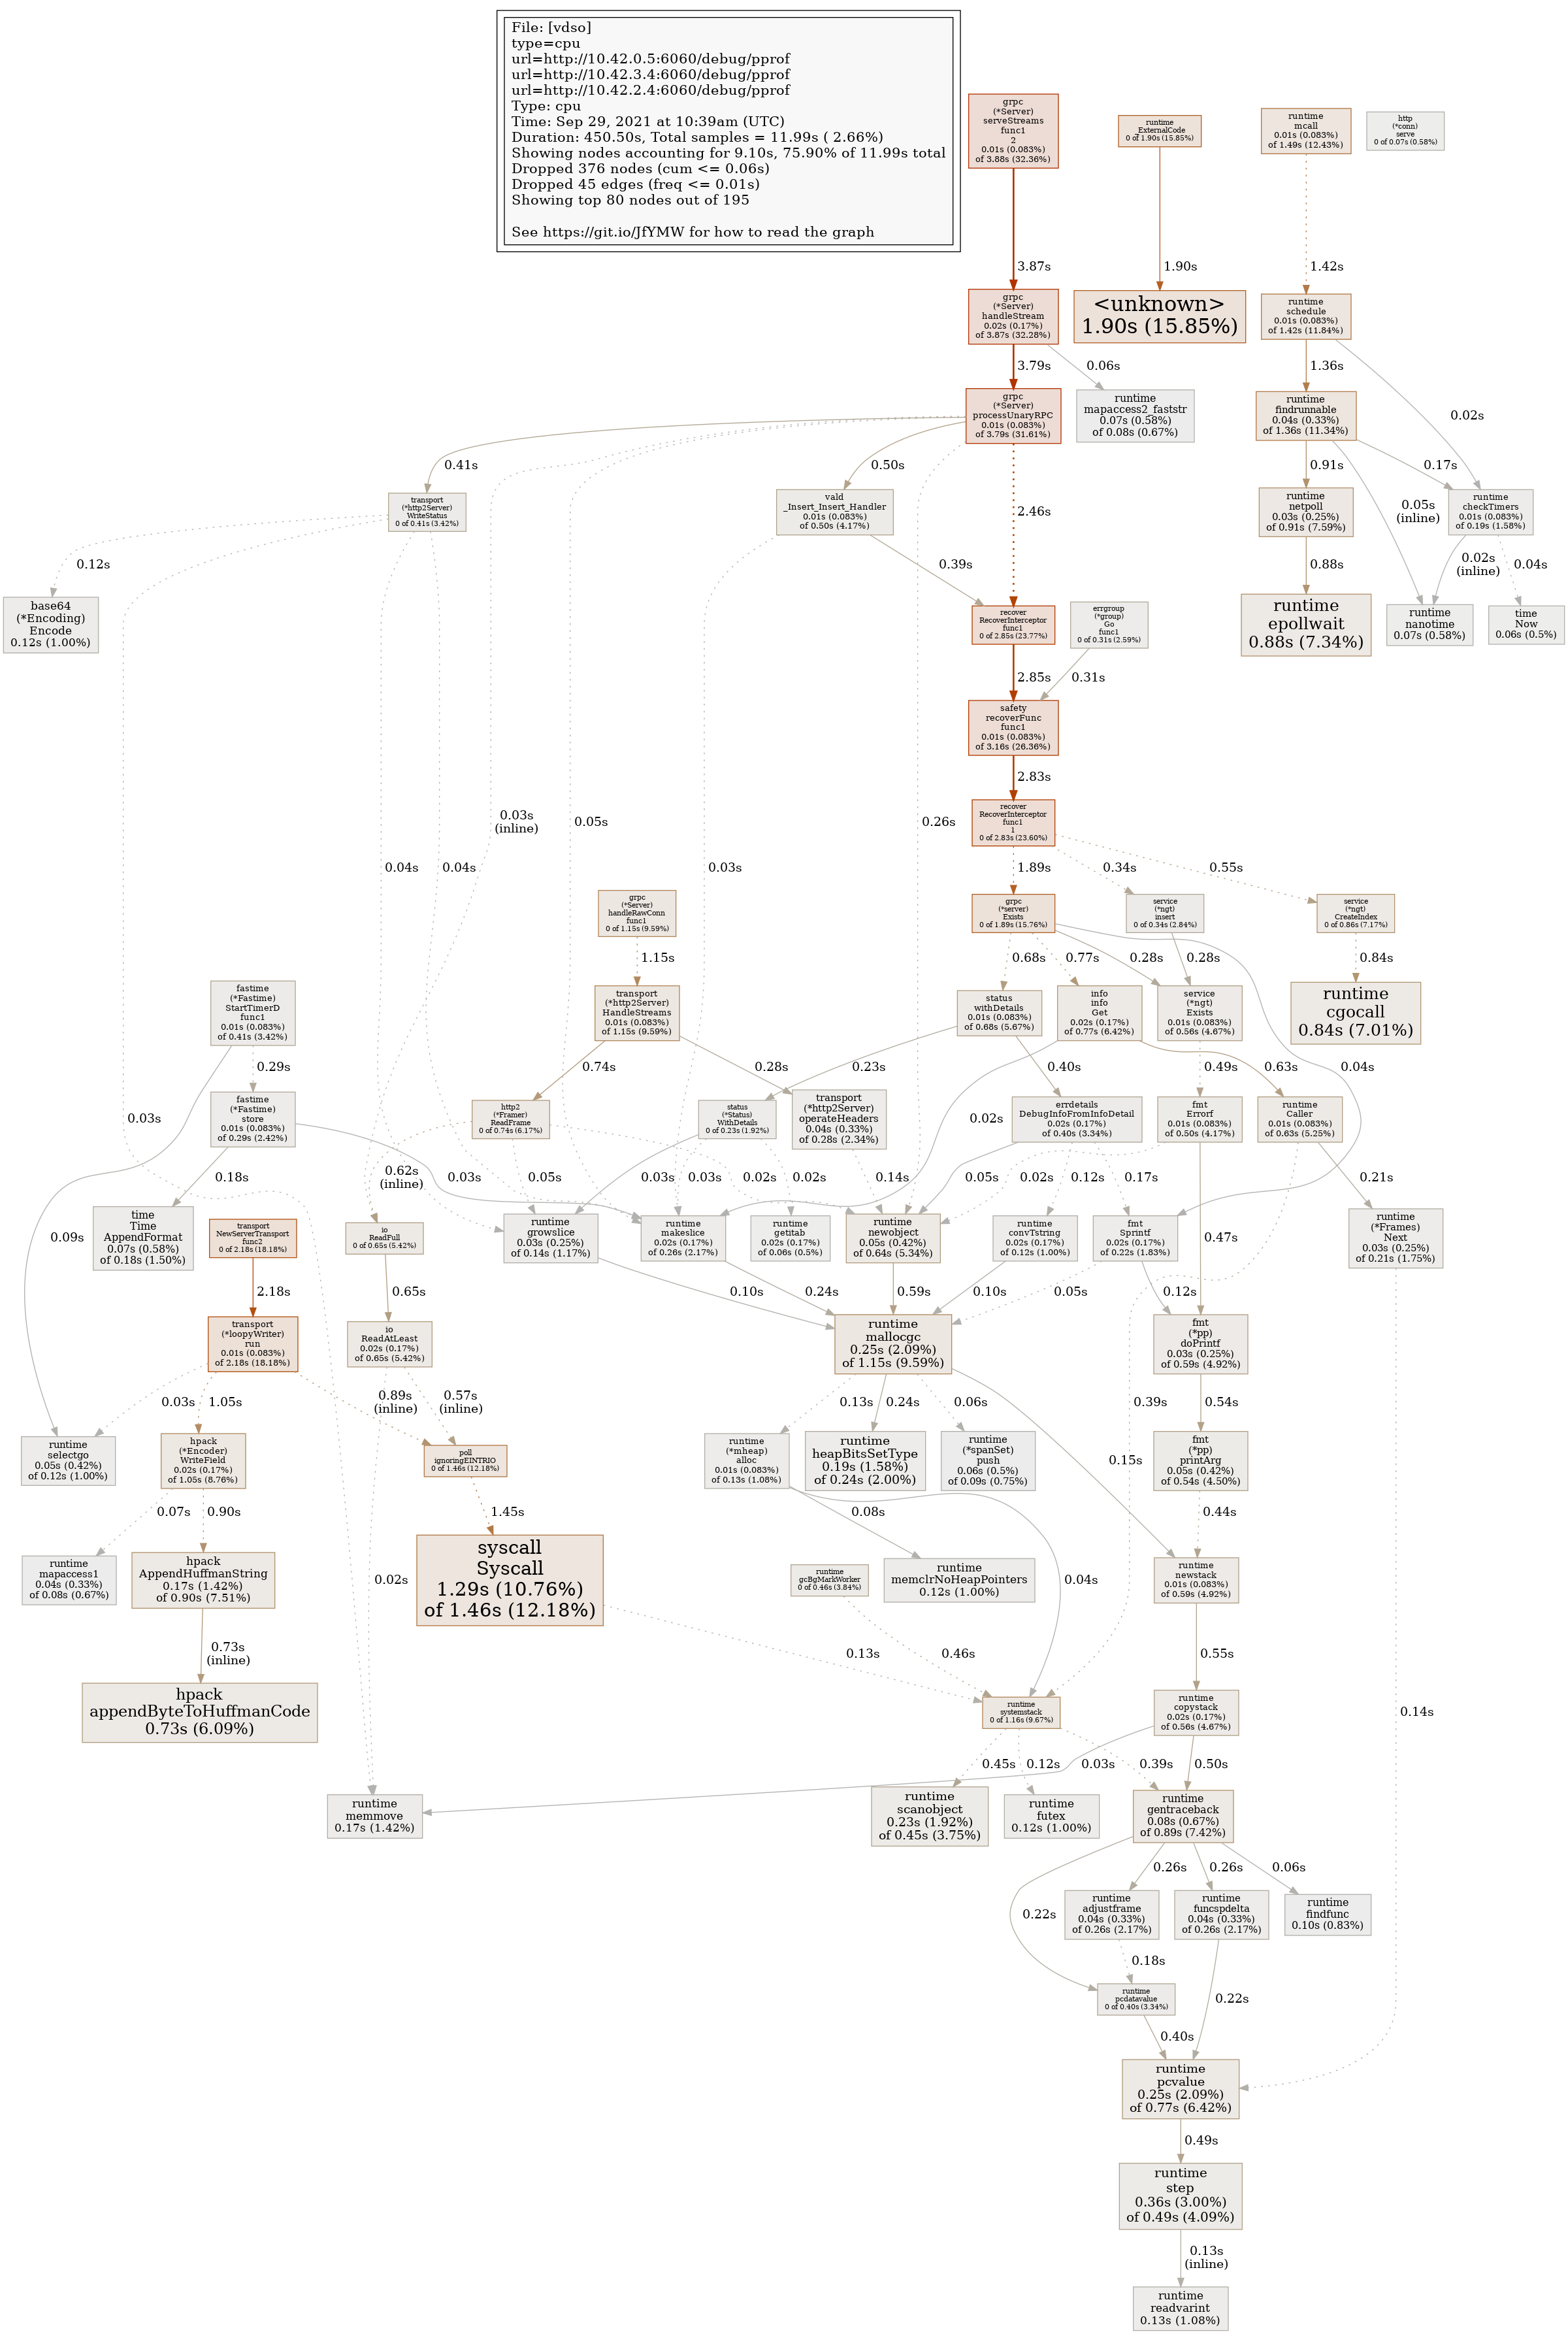 File: [vdso]
type=cpu
url=http://10.42.0.5:6060/debug/pprof
url=http://10.42.3.4:6060/debug/pprof
url=http://10.42.2.4:6060/debug/pprof
Type: cpu
Time: Sep 29, 2021 at 10:39am (UTC)
Duration: 450.50s, Total samples = 11.99s ( 2.66%)
Showing nodes accounting for 9.10s, 75.90% of 11.99s total
Dropped 376 nodes (cum <= 0.06s)
Dropped 45 edges (freq <= 0.01s)
Showing top 80 nodes out of 195
See https://git.io/JfYMW for how to read the graph
grpc
(*Server)
serveStreams
func1
2
0.01s (0.083%)
of 3.88s (32.36%)
runtime
_ExternalCode
0 of 1.90s (15.85%)
runtime
mcall
0.01s (0.083%)
of 1.49s (12.43%)
http
(*conn)
serve
0 of 0.07s (0.58%)
3.87s
1.90s
1.42s
grpc
(*Server)
handleStream
0.02s (0.17%)
of 3.87s (32.28%)
<unknown>
1.90s (15.85%)
runtime
schedule
0.01s (0.083%)
of 1.42s (11.84%)
3.79s
0.06s
1.36s
0.02s
grpc
(*Server)
processUnaryRPC
0.01s (0.083%)
of 3.79s (31.61%)
runtime
mapaccess2_faststr
0.07s (0.58%)
of 0.08s (0.67%)
runtime
findrunnable
0.04s (0.33%)
of 1.36s (11.34%)
0.41s
0.50s
2.46s
0.91s
0.17s
0.05s
(inline)
transport
(*http2Server)
WriteStatus
0 of 0.41s (3.42%)
vald
_Insert_Insert_Handler
0.01s (0.083%)
of 0.50s (4.17%)
runtime
netpoll
0.03s (0.25%)
of 0.91s (7.59%)
runtime
checkTimers
0.01s (0.083%)
of 0.19s (1.58%)
0.12s
0.39s
0.88s
0.02s
(inline)
0.04s
base64
(*Encoding)
Encode
0.12s (1.00%)
recover
RecoverInterceptor
func1
0 of 2.85s (23.77%)
errgroup
(*group)
Go
func1
0 of 0.31s (2.59%)
runtime
epollwait
0.88s (7.34%)
runtime
nanotime
0.07s (0.58%)
time
Now
0.06s (0.5%)
2.85s
0.31s
safety
recoverFunc
func1
0.01s (0.083%)
of 3.16s (26.36%)
2.83s
0.03s
(inline)
0.05s
0.26s
recover
RecoverInterceptor
func1
1
0 of 2.83s (23.60%)
0.04s
0.04s
0.03s
1.89s
0.34s
0.55s
grpc
(*Server)
handleRawConn
func1
0 of 1.15s (9.59%)
grpc
(*server)
Exists
0 of 1.89s (15.76%)
service
(*ngt)
insert
0 of 0.34s (2.84%)
service
(*ngt)
CreateIndex
0 of 0.86s (7.17%)
1.15s
0.68s
0.77s
0.28s
0.28s
0.84s
fastime
(*Fastime)
StartTimerD
func1
0.01s (0.083%)
of 0.41s (3.42%)
transport
(*http2Server)
HandleStreams
0.01s (0.083%)
of 1.15s (9.59%)
status
withDetails
0.01s (0.083%)
of 0.68s (5.67%)
info
info
Get
0.02s (0.17%)
of 0.77s (6.42%)
service
(*ngt)
Exists
0.01s (0.083%)
of 0.56s (4.67%)
runtime
cgocall
0.84s (7.01%)
0.29s
0.74s
0.28s
0.23s
0.40s
0.49s
0.63s
0.04s
0.03s
fastime
(*Fastime)
store
0.01s (0.083%)
of 0.29s (2.42%)
http2
(*Framer)
ReadFrame
0 of 0.74s (6.17%)
status
(*Status)
WithDetails
0 of 0.23s (1.92%)
transport
(*http2Server)
operateHeaders
0.04s (0.33%)
of 0.28s (2.34%)
0.02s
errdetails
DebugInfoFromInfoDetail
0.02s (0.17%)
of 0.40s (3.34%)
fmt
Errorf
0.01s (0.083%)
of 0.50s (4.17%)
runtime
Caller
0.01s (0.083%)
of 0.63s (5.25%)
0.18s
0.62s
(inline)
0.03s
0.05s
0.03s
0.03s
0.02s
0.02s
0.14s
0.05s
0.02s
0.12s
0.17s
0.21s
0.09s
time
Time
AppendFormat
0.07s (0.58%)
of 0.18s (1.50%)
transport
NewServerTransport
func2
0 of 2.18s (18.18%)
io
ReadFull
0 of 0.65s (5.42%)
runtime
growslice
0.03s (0.25%)
of 0.14s (1.17%)
runtime
makeslice
0.02s (0.17%)
of 0.26s (2.17%)
runtime
getitab
0.02s (0.17%)
of 0.06s (0.5%)
runtime
newobject
0.05s (0.42%)
of 0.64s (5.34%)
runtime
convTstring
0.02s (0.17%)
of 0.12s (1.00%)
fmt
Sprintf
0.02s (0.17%)
of 0.22s (1.83%)
0.47s
runtime
(*Frames)
Next
0.03s (0.25%)
of 0.21s (1.75%)
2.18s
0.65s
0.10s
0.24s
0.59s
0.10s
0.05s
0.12s
transport
(*loopyWriter)
run
0.01s (0.083%)
of 2.18s (18.18%)
io
ReadAtLeast
0.02s (0.17%)
of 0.65s (5.42%)
runtime
mallocgc
0.25s (2.09%)
of 1.15s (9.59%)
fmt
(*pp)
doPrintf
0.03s (0.25%)
of 0.59s (4.92%)
0.03s
1.05s
0.89s
(inline)
0.57s
(inline)
0.13s
0.24s
0.06s
0.39s
0.54s
runtime
selectgo
0.05s (0.42%)
of 0.12s (1.00%)
hpack
(*Encoder)
WriteField
0.02s (0.17%)
of 1.05s (8.76%)
poll
ignoringEINTRIO
0 of 1.46s (12.18%)
runtime
(*mheap)
alloc
0.01s (0.083%)
of 0.13s (1.08%)
runtime
heapBitsSetType
0.19s (1.58%)
of 0.24s (2.00%)
runtime
(*spanSet)
push
0.06s (0.5%)
of 0.09s (0.75%)
0.15s
fmt
(*pp)
printArg
0.05s (0.42%)
of 0.54s (4.50%)
0.07s
0.90s
1.45s
0.08s
0.44s
runtime
mapaccess1
0.04s (0.33%)
of 0.08s (0.67%)
hpack
AppendHuffmanString
0.17s (1.42%)
of 0.90s (7.51%)
0.02s
syscall
Syscall
1.29s (10.76%)
of 1.46s (12.18%)
runtime
gcBgMarkWorker
0 of 0.46s (3.84%)
runtime
memclrNoHeapPointers
0.12s (1.00%)
0.04s
runtime
newstack
0.01s (0.083%)
of 0.59s (4.92%)
0.73s
(inline)
0.13s
0.46s
0.55s
hpack
appendByteToHuffmanCode
0.73s (6.09%)
runtime
systemstack
0 of 1.16s (9.67%)
runtime
copystack
0.02s (0.17%)
of 0.56s (4.67%)
0.14s
0.45s
0.12s
0.03s
0.39s
0.50s
runtime
memmove
0.17s (1.42%)
runtime
scanobject
0.23s (1.92%)
of 0.45s (3.75%)
runtime
futex
0.12s (1.00%)
runtime
gentraceback
0.08s (0.67%)
of 0.89s (7.42%)
0.22s
0.26s
0.26s
0.06s
runtime
adjustframe
0.04s (0.33%)
of 0.26s (2.17%)
runtime
funcspdelta
0.04s (0.33%)
of 0.26s (2.17%)
runtime
findfunc
0.10s (0.83%)
0.18s
0.22s
runtime
pcdatavalue
0 of 0.40s (3.34%)
0.40s
runtime
pcvalue
0.25s (2.09%)
of 0.77s (6.42%)
0.49s
runtime
step
0.36s (3.00%)
of 0.49s (4.09%)
0.13s
(inline)
runtime
readvarint
0.13s (1.08%)